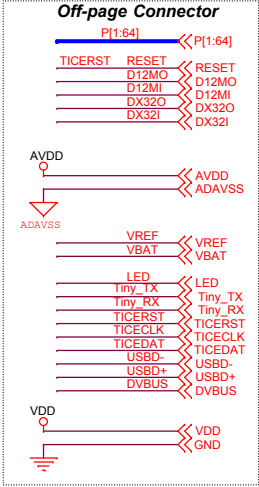 Off-page Connector
P[1:64] P[1:64]
TICERST RESET RESET
D12MO D12MO
D12MI D12MI
DX32O DX32O
DX32I DX32I
AVDD
AVDD
ADAVSS
ADAVSS
VREF VREF
VBAT VBAT
LED LED
Tiny_TX Tiny_TX
Tiny_RX Tiny_RX
TICERST TICERST
TICECLK TICECLK
TICEDAT TICEDAT
USBD- USBD-
USBD+ USBD+
DVBUS DVBUS
VDD
VDD
GND